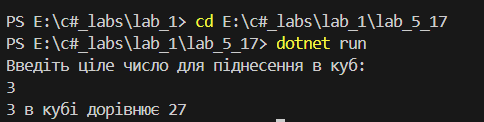 PS E:\c#_labs\lab_1> cd E:\c#_labs\lab_1\lab_5_17
PS E:\c#_labs\lab_1\lab_5_17> dotnet run
Введіть ціле число для піднесення в куб:
3
3 в кубі дорівнює 27